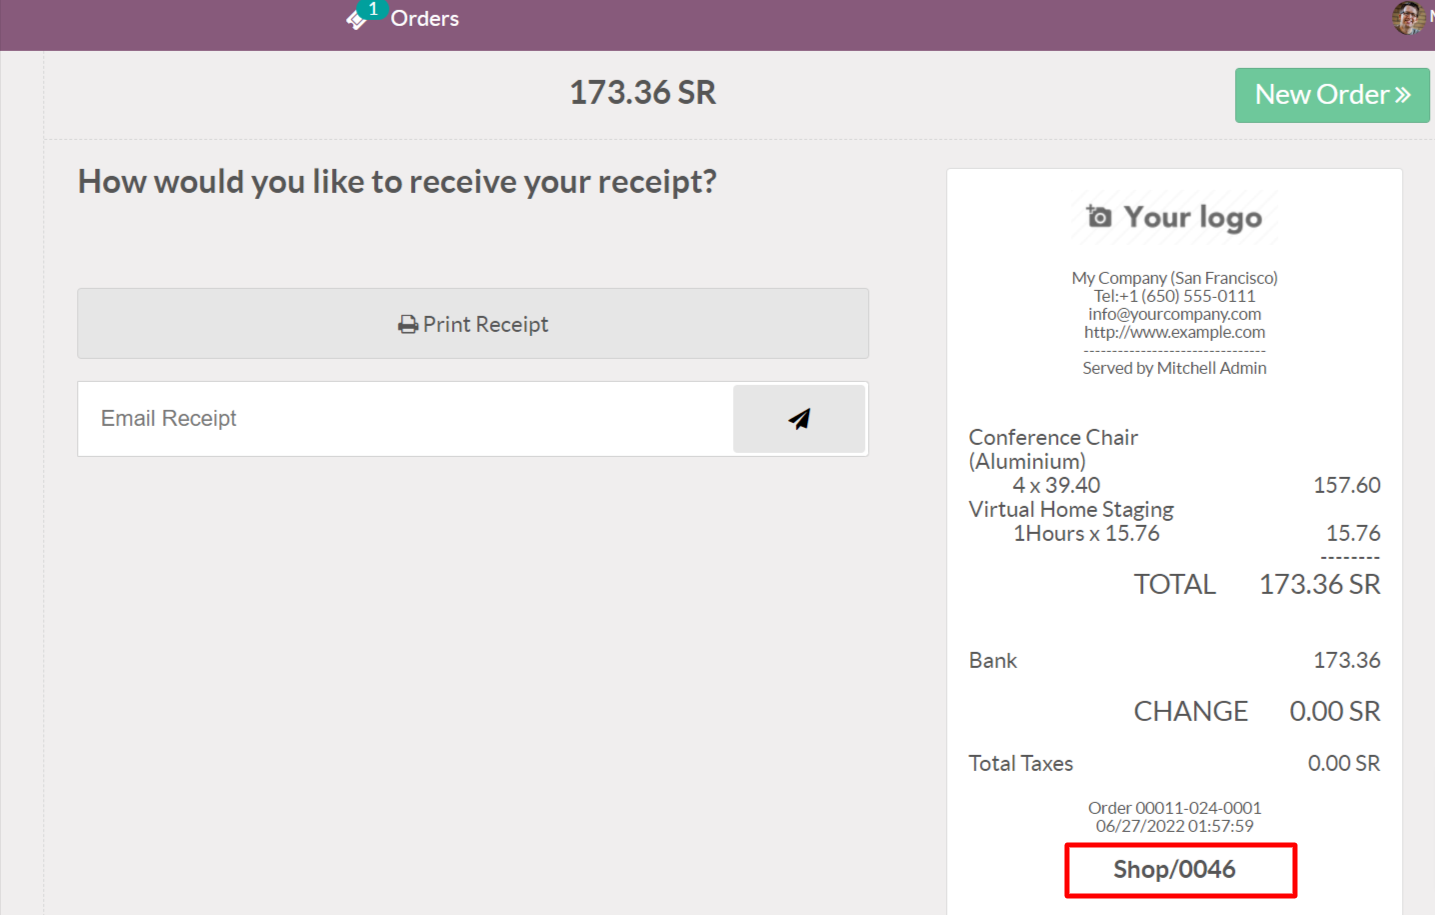 1
Orders
173.36 SR
New Order
How would you like to receive your receipt?
Print Receipt
Email Receipt
Your logo
My Company (San Francisco)
Tel:+1 (650) 555-0111
info@yourcompany.com
http://www.example.com
--------------------------------
Served by Mitchell Admin
Conference Chair
(Aluminium)
4 x 39.40 157.60
Virtual Home Staging
1Hours x 15.76 15.76
--------
TOTAL 173.36 SR
Bank 173.36
CHANGE 0.00 SR
Total Taxes 0.00 SR
Order 00011-024-0001
06/27/2022 01:57:59
Shop/0046